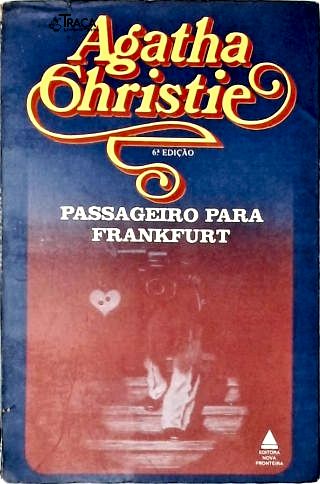 TRAÇA
Agatha
Christie
6ª EDIÇÃO
PASSAGEIRO PARA
FRANKFURT
EDITORA
NOVA
FRONTEIRA